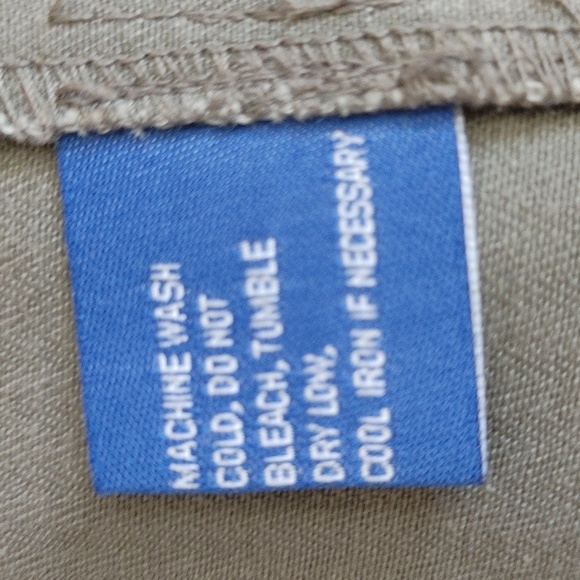 MACHINE WASH
COLD, DO NOT
BLEACH, TUMBLE
DRY LOW,
COOL IRON IF NECESSARY